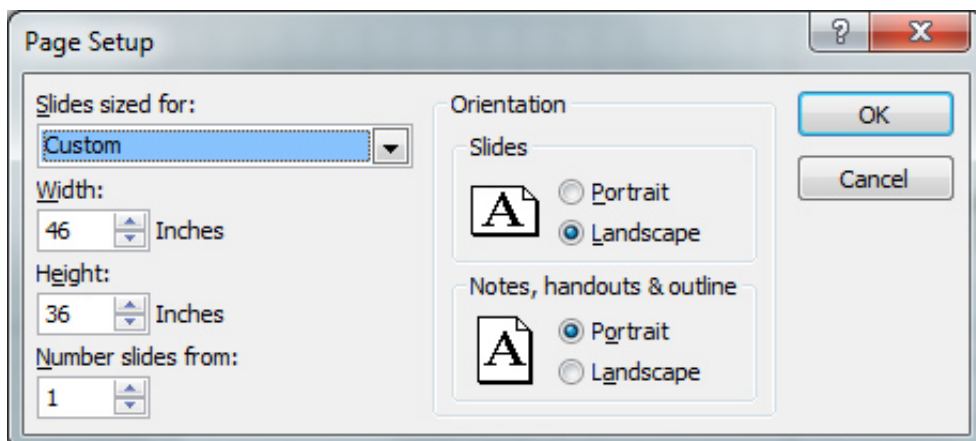 Page Setup
Slides sized for:
Custom
Width:
46 Inches
Height:
36 Inches
Number slides from:
1
Orientation
Slides
A
Portrait
Landscape
Notes, handouts & outline
A
Portrait
Landscape
?
X
OK
Cancel